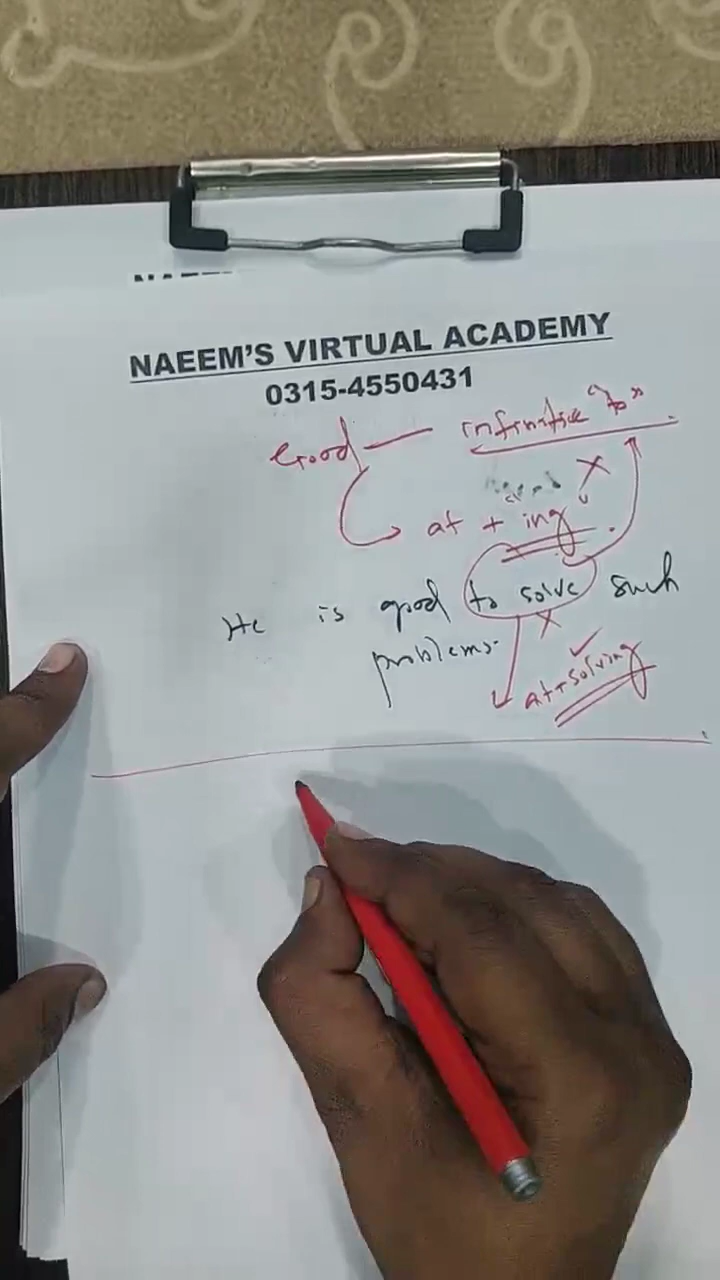 NAEEM'S VIRTUAL ACADEMY
0315-4550431
Good — infinitive "to"
at + ing
He is good to solve such
problems.
at + solving